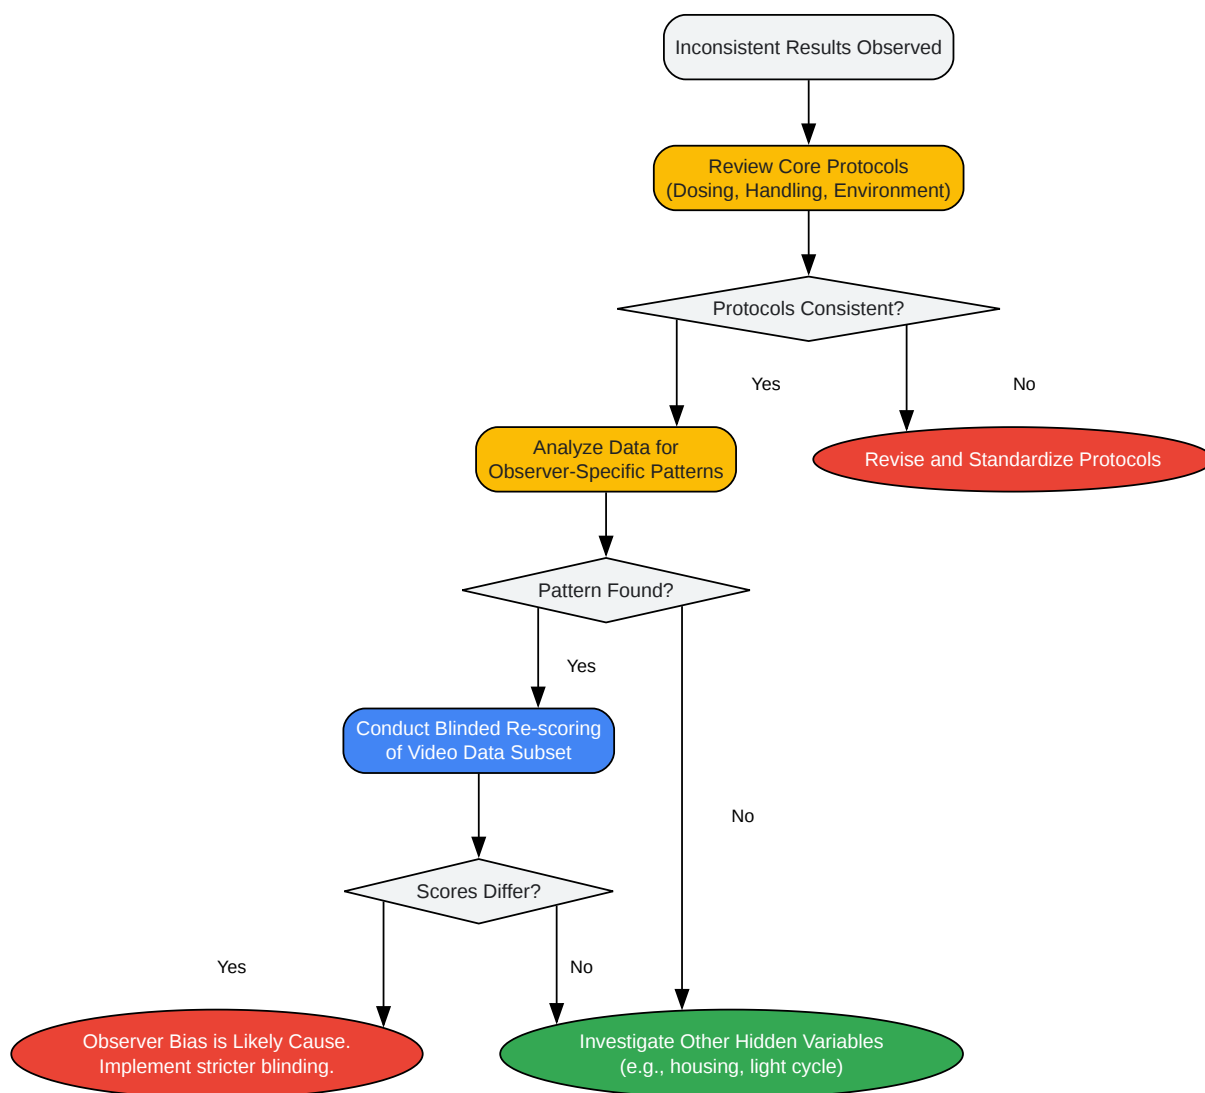 Inconsistent Results Observed
Review Core Protocols
(Dosing, Handling, Environment)
Protocols Consistent?
Yes
No
Analyze Data for
Observer-Specific Patterns
Revise and Standardize Protocols
Pattern Found?
Yes
Conduct Blinded Re-scoring
of Video Data Subset
No
Scores Differ?
Yes
No
Observer Bias is Likely Cause.
Implement stricter blinding.
Investigate Other Hidden Variables
(e.g., housing, light cycle)